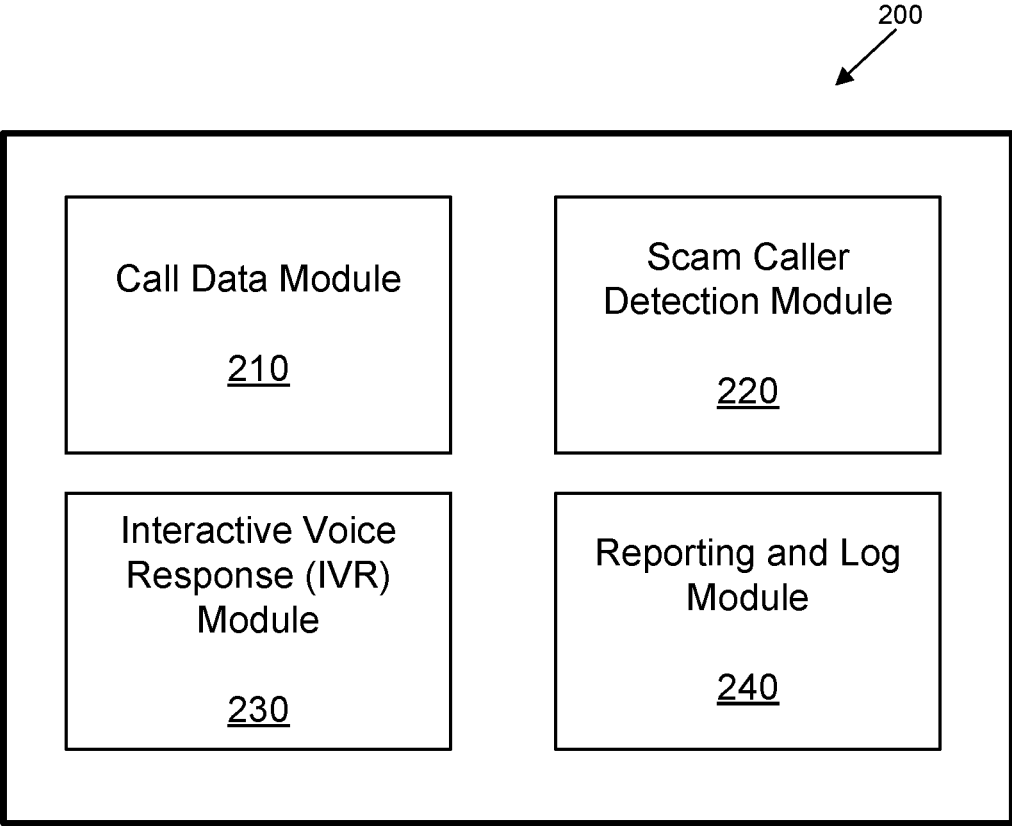 200
Call Data Module
210
Scam Caller
Detection Module
220
Interactive Voice
Response (IVR)
Module
230
Reporting and Log
Module
240